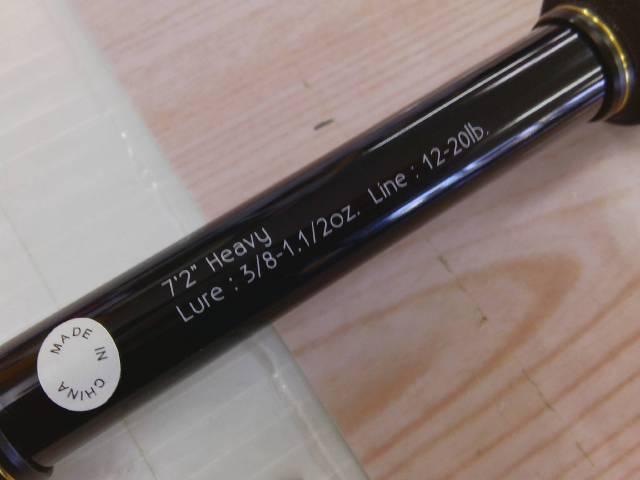 7'2" Heavy
Lure : 3/8-1.1/2oz. Line : 12-20lb.
MADE IN CHINA